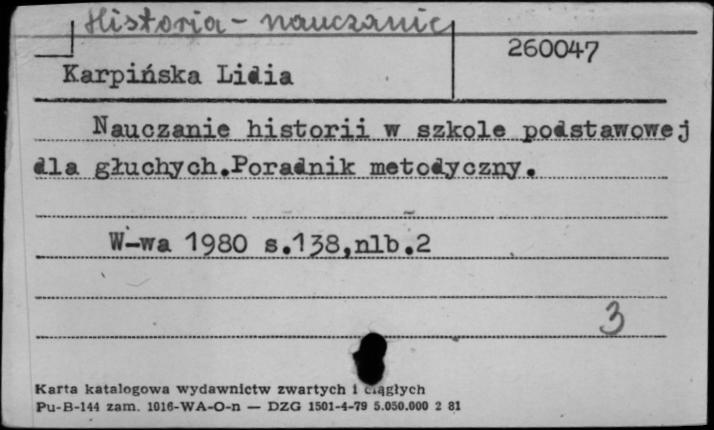 Historia - nauczanie
260047
Karpińska Lidia
Nauczanie historii w szkole podstawowej
dla głuchych.Poradnik metodyczny.
W-wa 1980 s.138,nlb.2
3
Karta katalogowa wydawnictw zwartych i ciągłych
Pu-B-144 zam. 1016-WA-O-n — DZG 1501-4-79 5.050.000 2 81